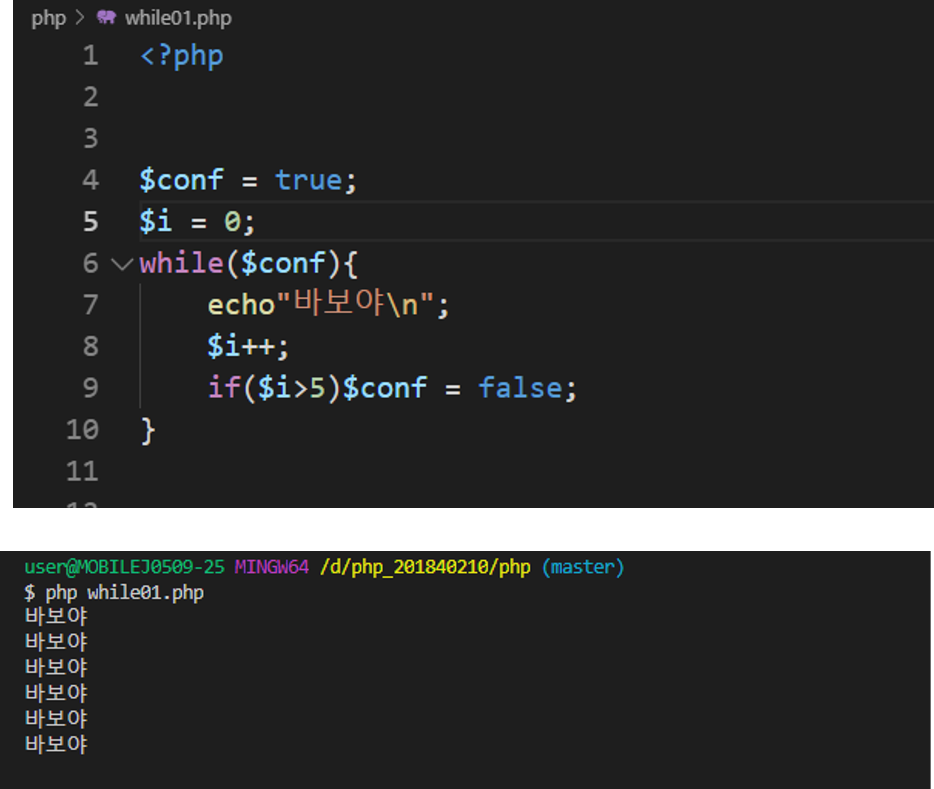 php > while01.php
1 <?php
2
3
4 $conf = true;
5 $i = 0;
6 while($conf){
7 echo"바보야\n";
8 $i++;
9 if($i>5)$conf = false;
10 }
11
user@MOBILEJ0509-25 MINGW64 /d/php_201840210/php (master)
$ php while01.php
바보야
바보야
바보야
바보야
바보야
바보야